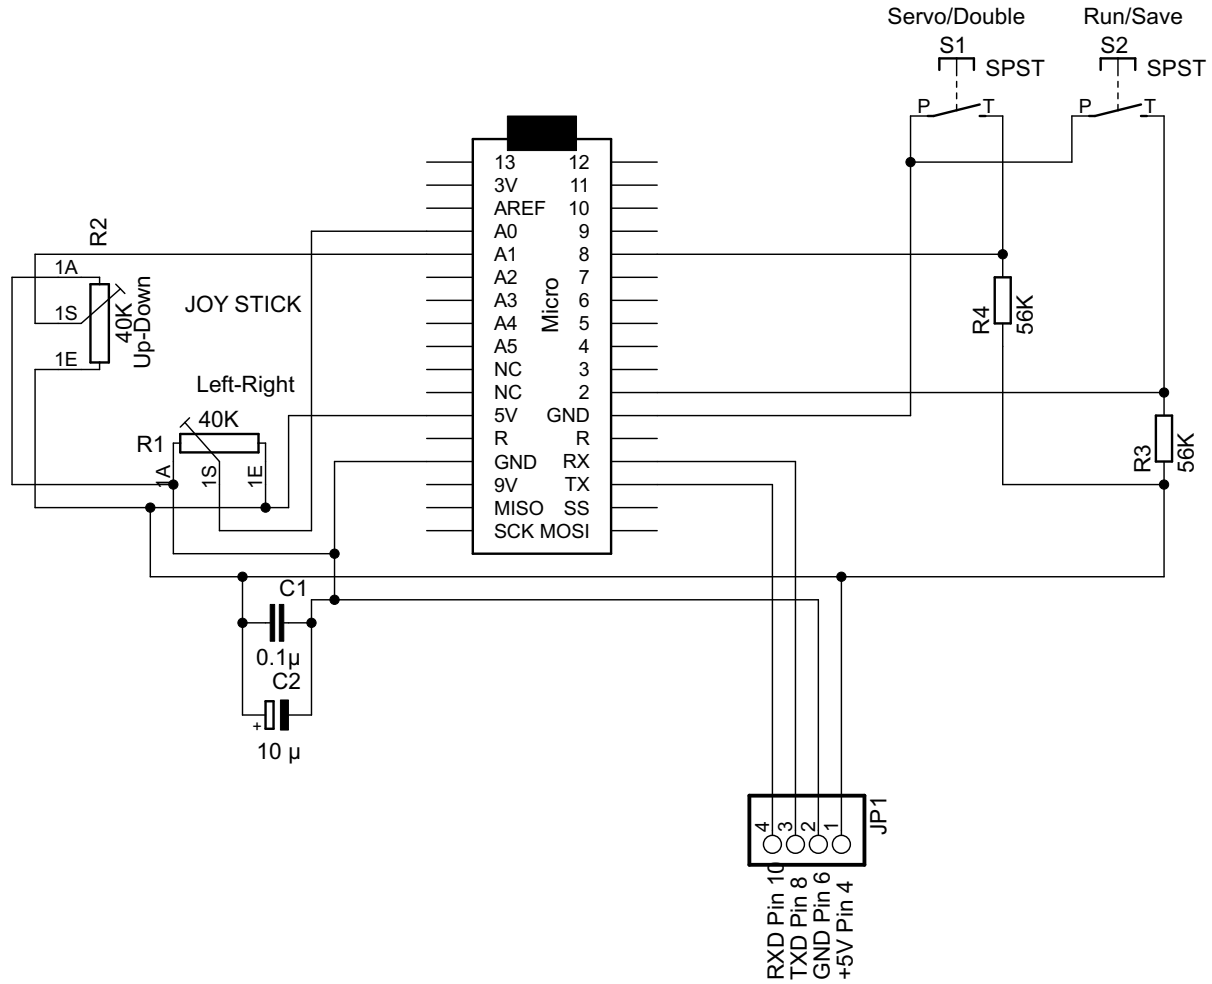 Servo/Double
Run/Save
S1
S2
SPST
SPST
P
T
P
T
13
12
3V
11
AREF
10
A0
9
A1
8
A2
7
A3
6
A4
5
A5
4
NC
3
NC
2
5V
GND
R
R
GND
RX
9V
TX
MISO
SS
SCK
MOSI
Micro
R2
1A
1S
1E
40K
Up-Down
JOY STICK
Left-Right
40K
R1
1A
1S
1E
R4
56K
R3
56K
C1
0.1µ
C2
+
10 µ
4
3
2
1
JP1
RXD Pin 10
TXD Pin 8
GND Pin 6
+5V Pin 4